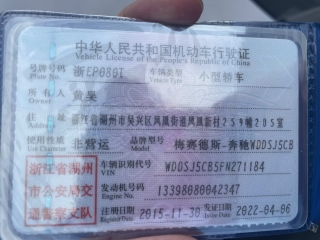 中华人民共和国机动车行驶证
Vehicle License of the People's Republic of China
号牌号码 浙EP080I 车辆类型 小型轿车
Plate No. Vehicle Type
所有人 黄昊
Owner
住址 浙江省湖州市吴兴区凤凰街道凤凰新村259幢205室
Address
使用性质 非营运 品牌型号 梅赛德斯-奔驰WDDSJ5CB
Use Character Model
浙江省湖州市公安局交通警察支队
车辆识别代号 WDDSJ5CB5FN271184
VIN
发动机号码 13398080042347
Engine No.
注册日期 2015-11-30 发证日期 2022-04-06
Register Date Issue Date